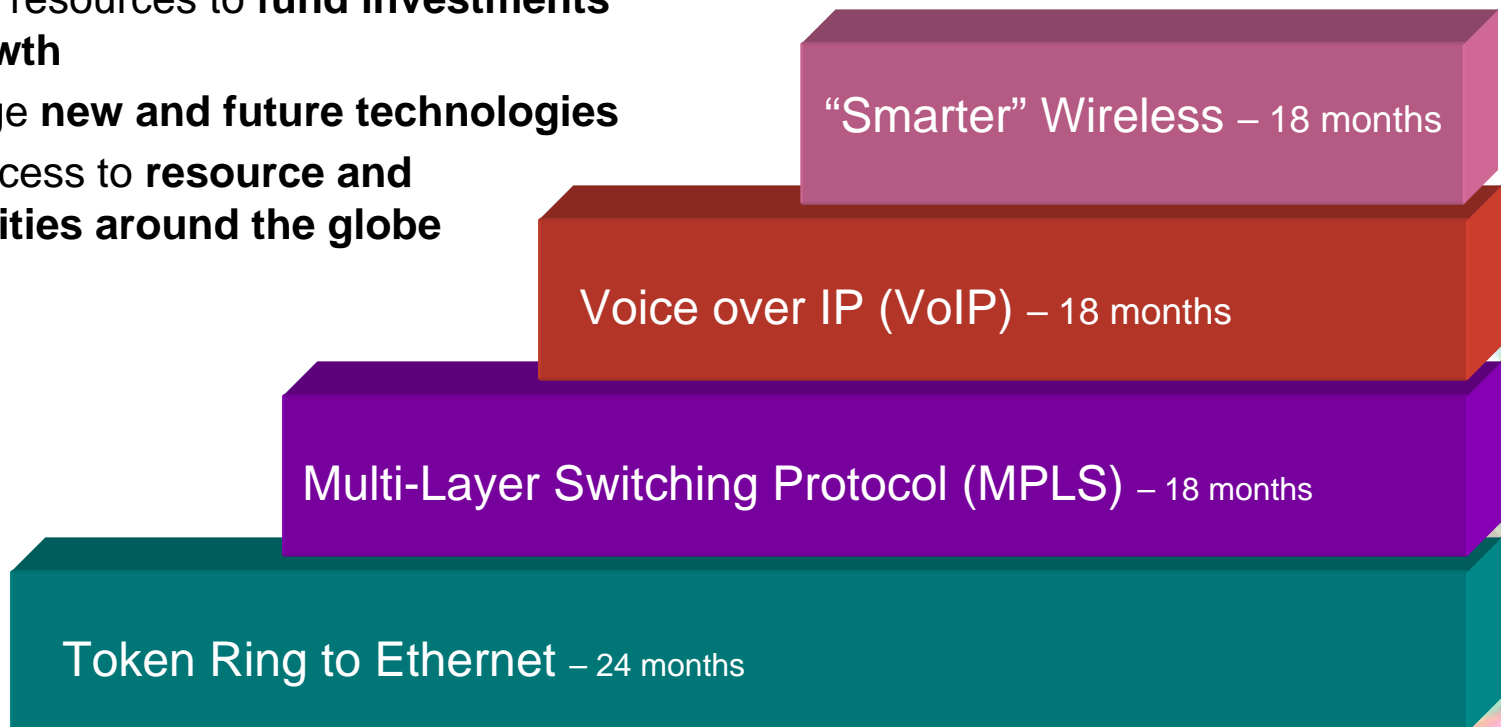 resources to fund investments
wth
ge new and future technologies
cess to resource and
ities around the globe
“Smarter” Wireless – 18 months
Voice over IP (VoIP) – 18 months
Multi-Layer Switching Protocol (MPLS) – 18 months
Token Ring to Ethernet – 24 months